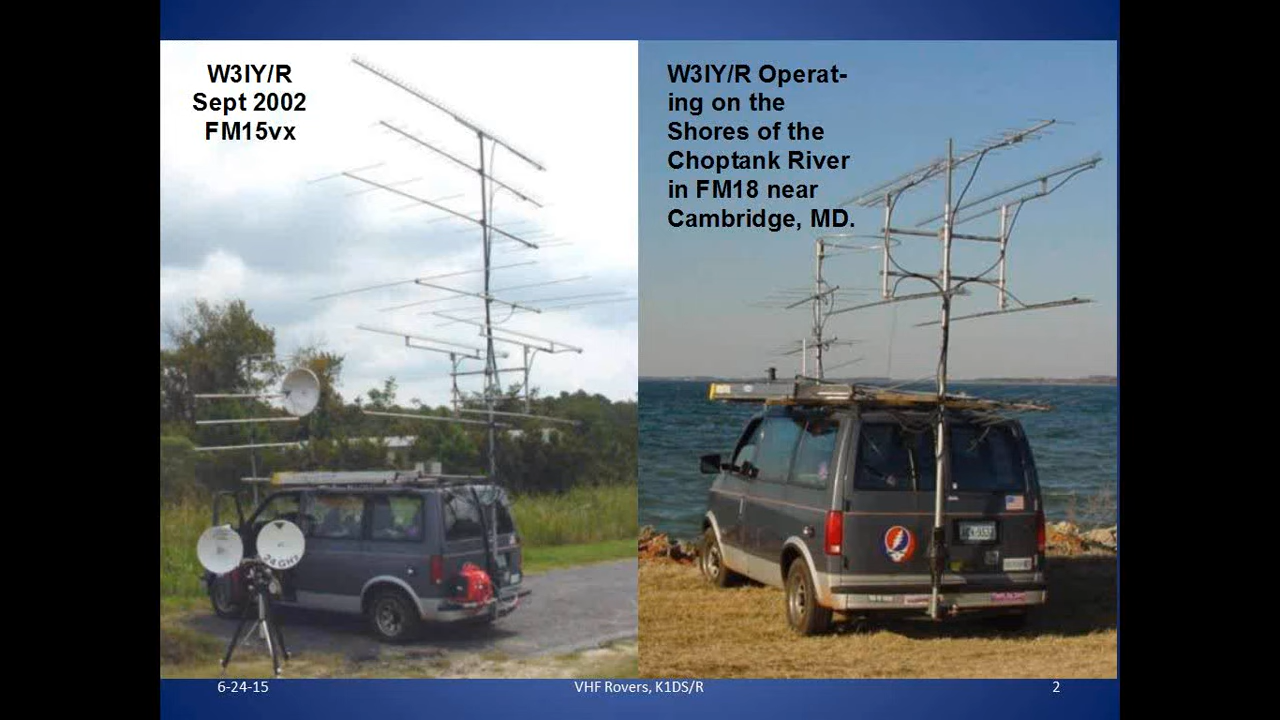 W3IY/R
Sept 2002
FM15vx
W3IY/R Operat-
ing on the
Shores of the
Choptank River
in FM18 near
Cambridge, MD.
24 GHz
6-24-15
VHF Rovers, K1DS/R
2